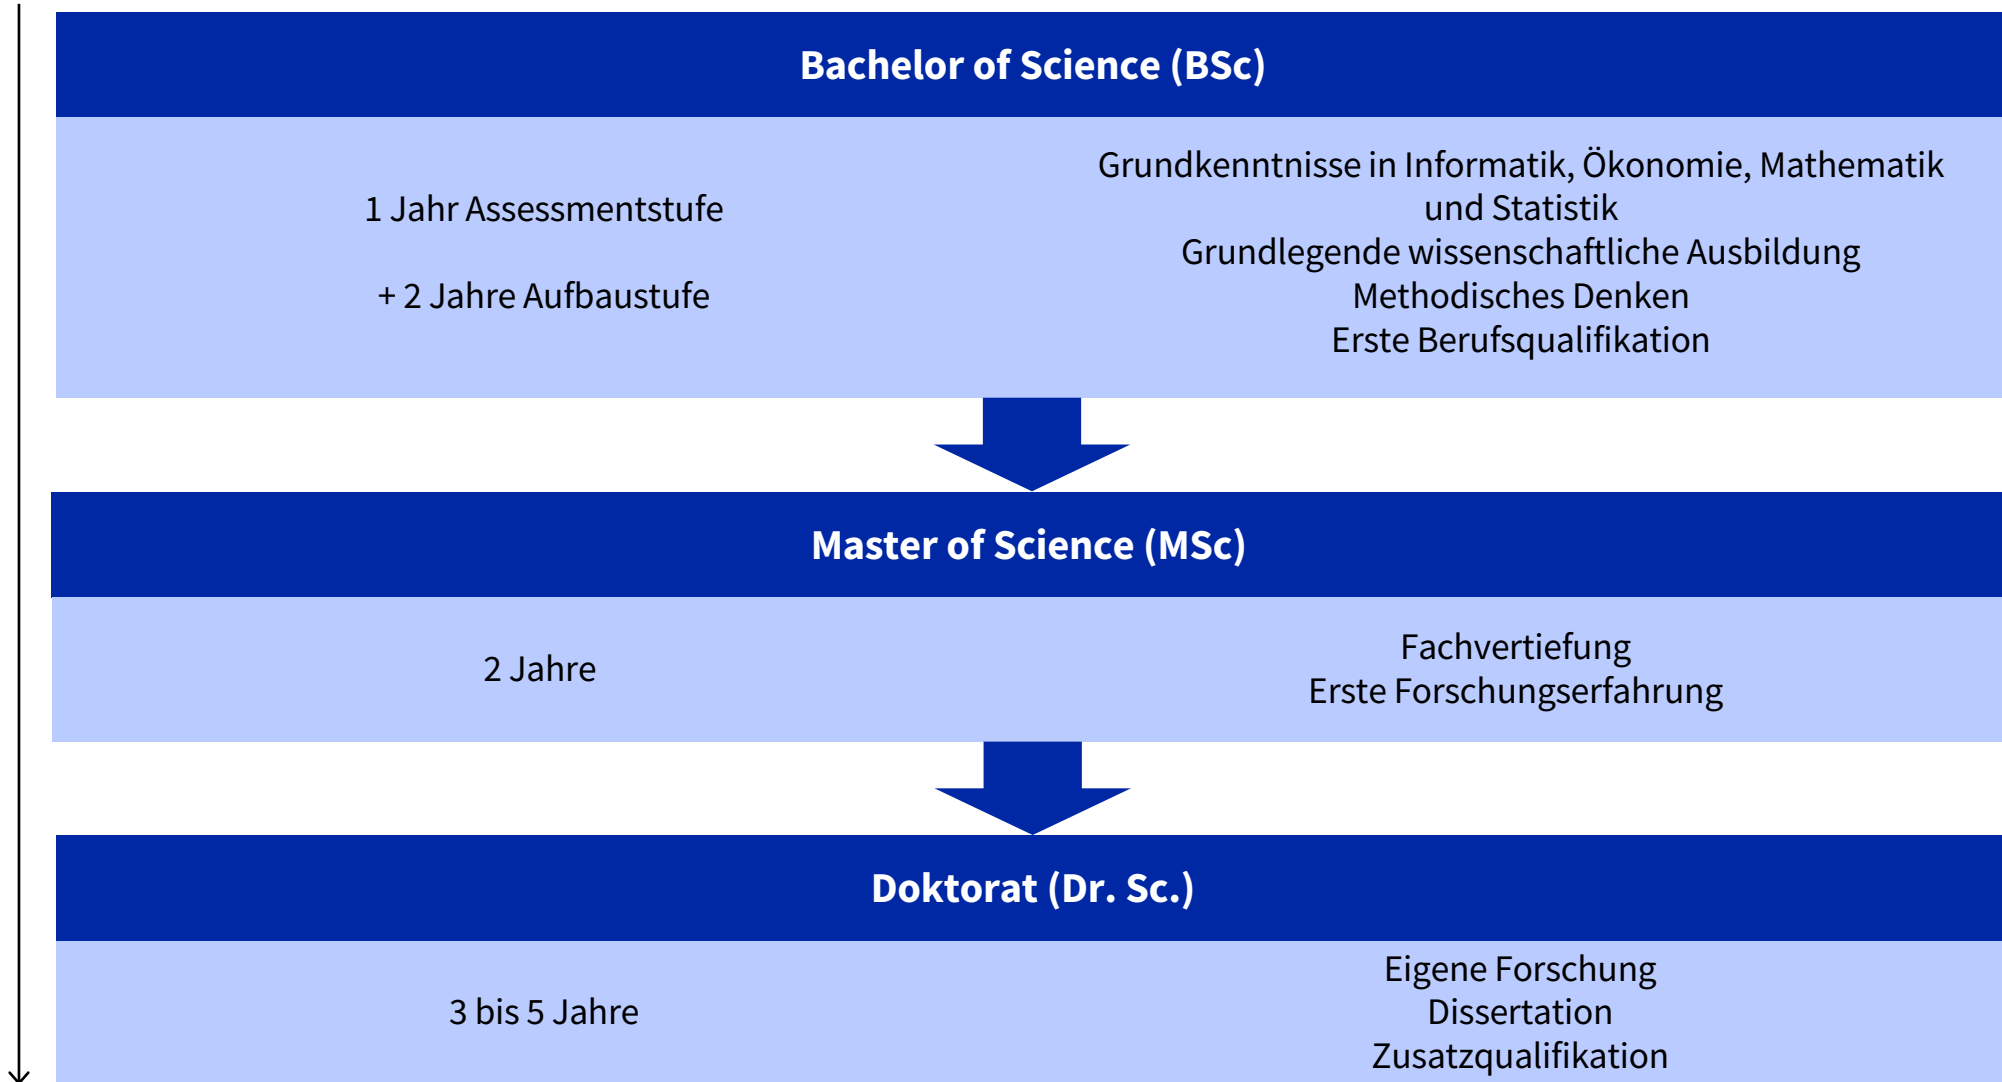 Bachelor of Science (BSc)
1 Jahr Assessmentstufe
+ 2 Jahre Aufbaustufe
Grundkenntnisse in Informatik, Ökonomie, Mathematik
und Statistik
Grundlegende wissenschaftliche Ausbildung
Methodisches Denken
Erste Berufsqualifikation
Master of Science (MSc)
2 Jahre
Fachvertiefung
Erste Forschungserfahrung
Doktorat (Dr. Sc.)
3 bis 5 Jahre
Eigene Forschung
Dissertation
Zusatzqualifikation